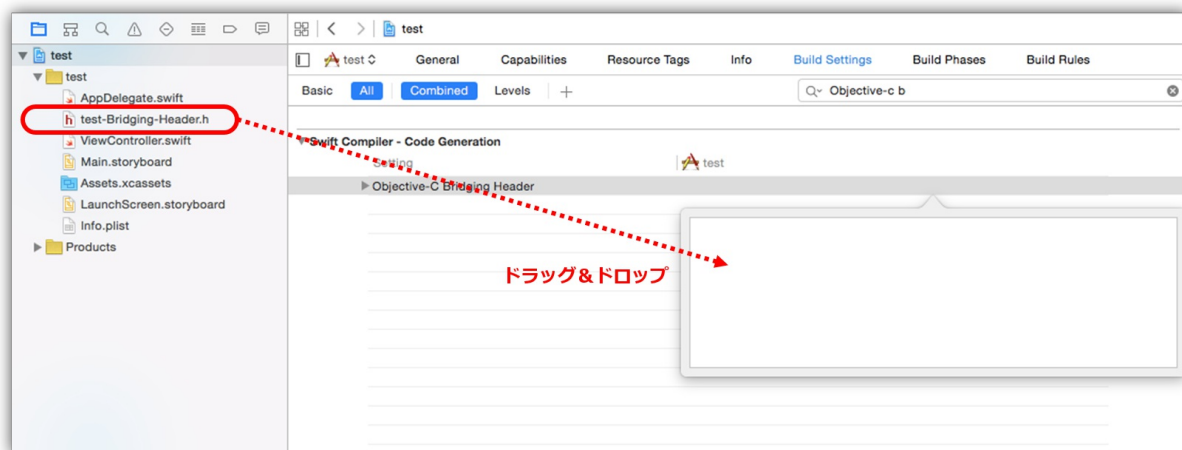 test
test
test
General
Capabilities
Resource Tags
Info
Build Settings
Build Phases
Build Rules
test
Basic
All
Combined
Levels
Objective-c b
AppDelegate.swift
test-Bridging-Header.h
ViewController.swift
Main.storyboard
Assets.xcassets
LaunchScreen.storyboard
Info.plist
Products
Swift Compiler - Code Generation
Setting
test
Objective-C Bridging Header
ドラッグ&ドロップ